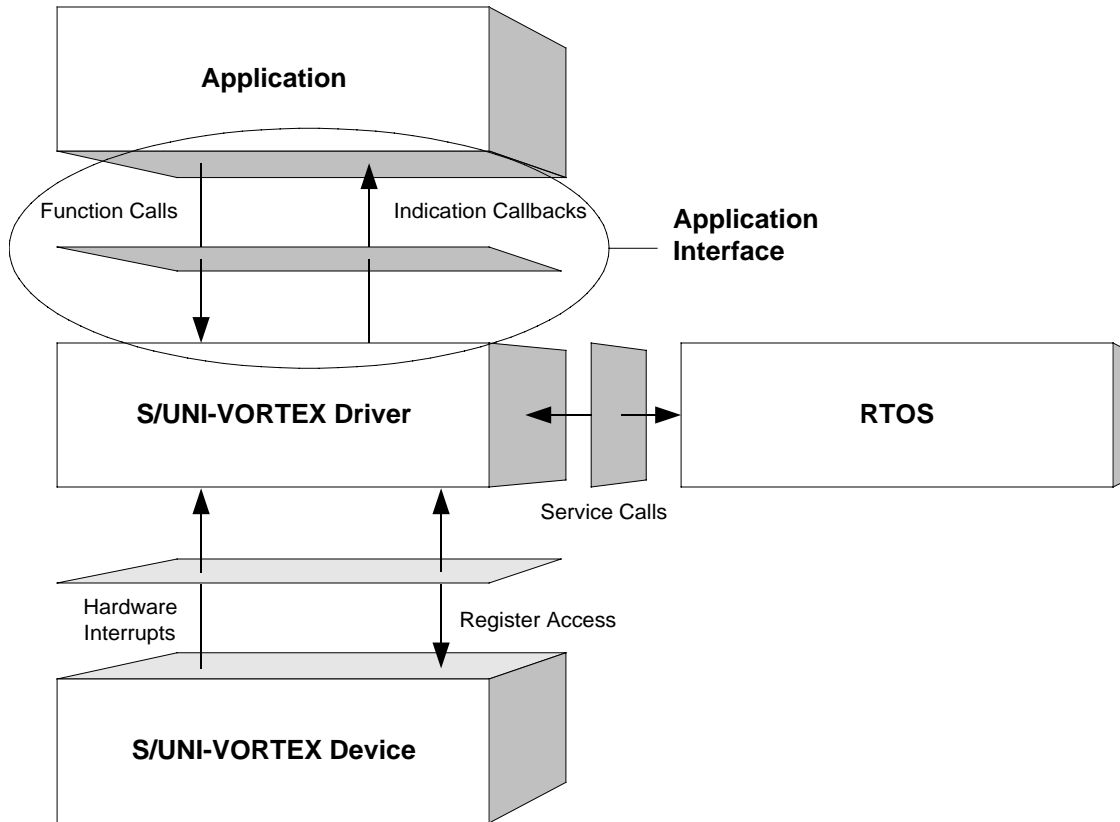 Application
Function Calls
Indication Callbacks
Application
Interface
S/UNI-VORTEX Driver
RTOS
Service Calls
Hardware
Interrupts
Register Access
S/UNI-VORTEX Device